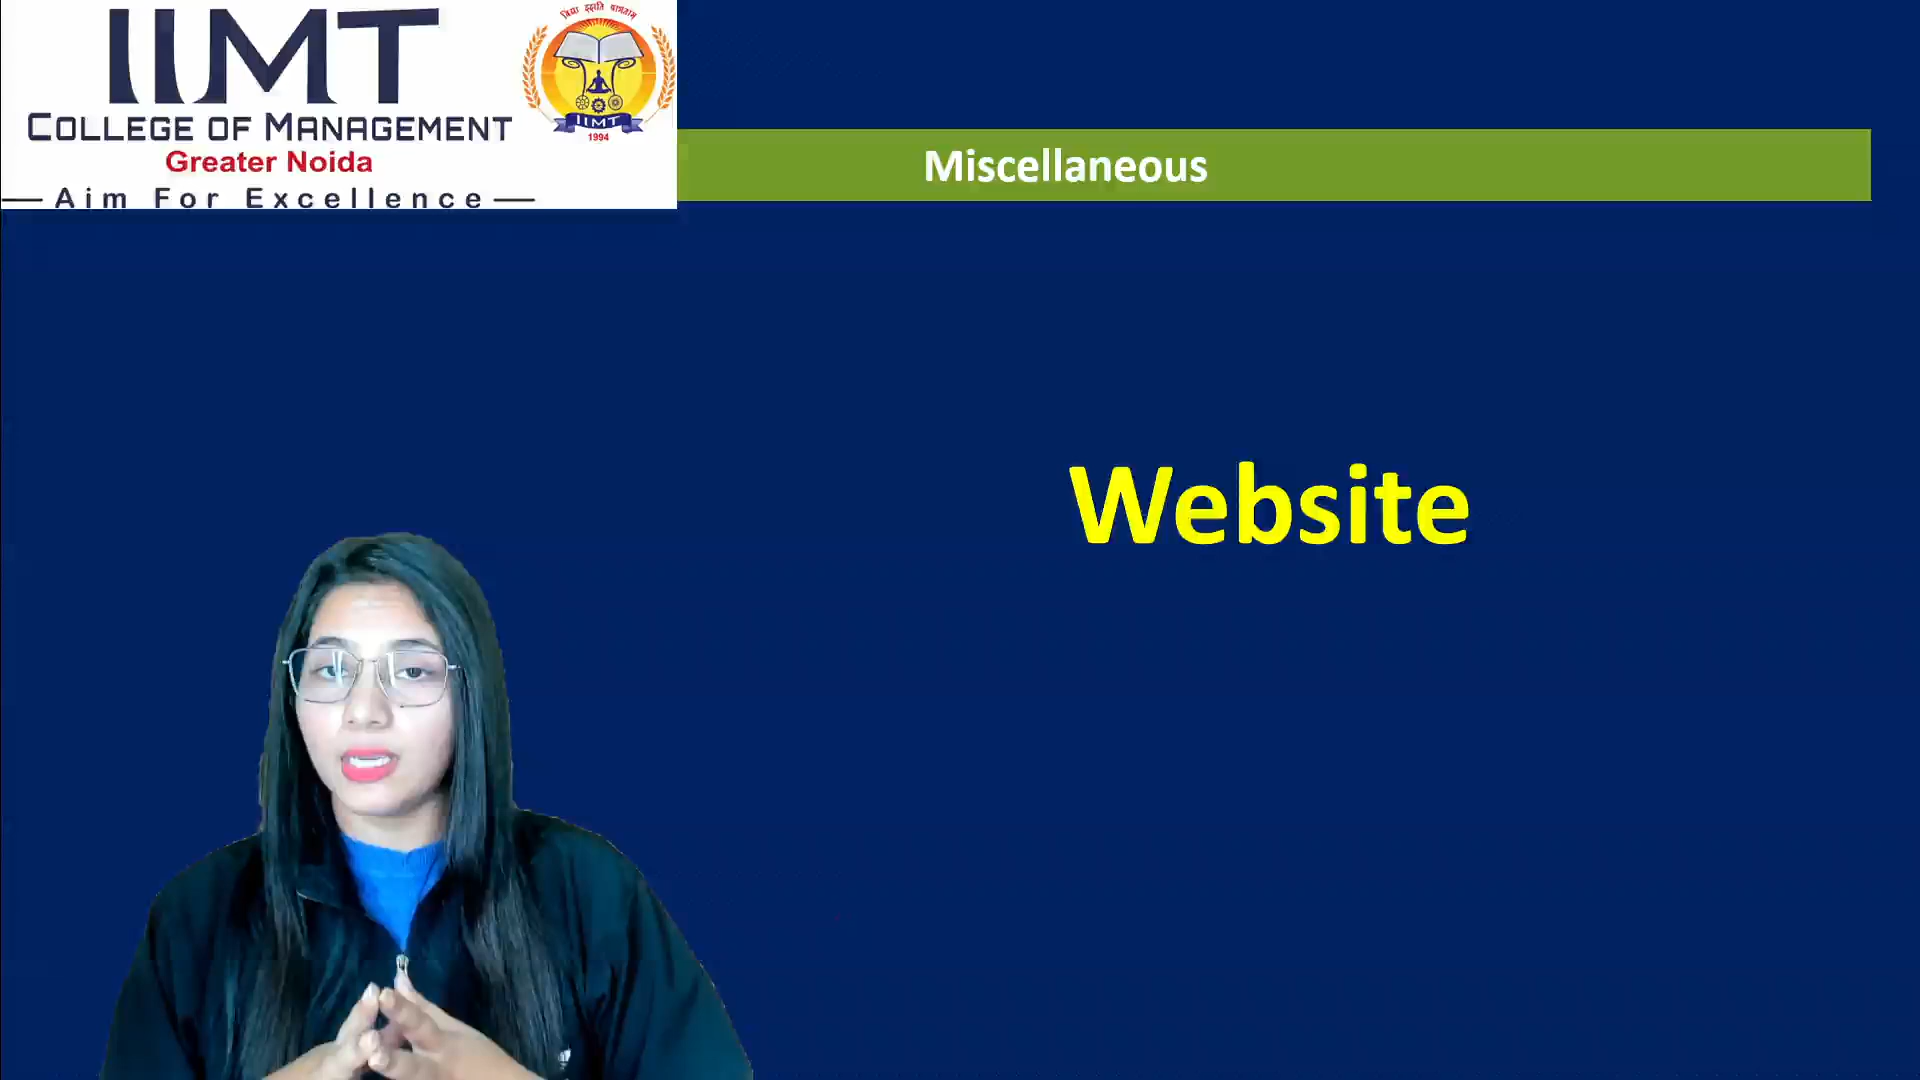 IIMT
COLLEGE OF MANAGEMENT
Greater Noida
Aim For Excellence
IIMT
1994
Miscellaneous
Website